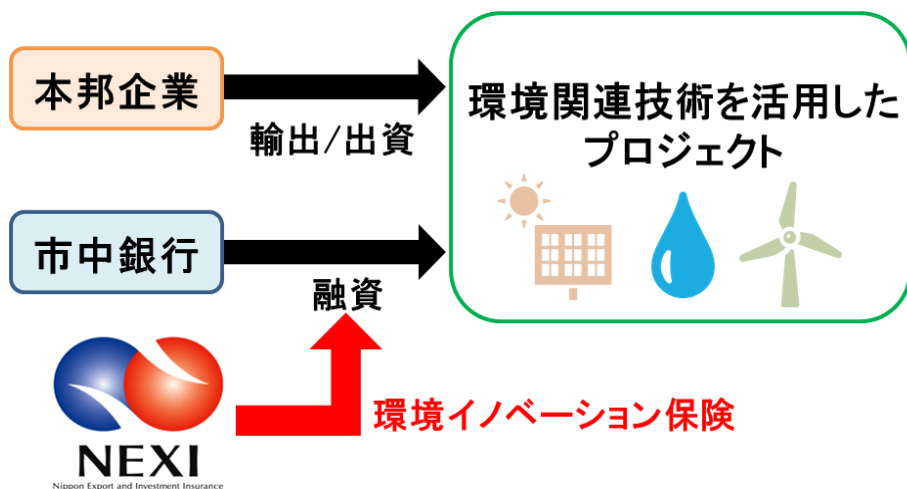 本邦企業
輸出/出資
環境関連技術を活用した
プロジェクト
市中銀行
融資
環境イノベーション保険
NEXI
Nippon Export and Investment Insurance